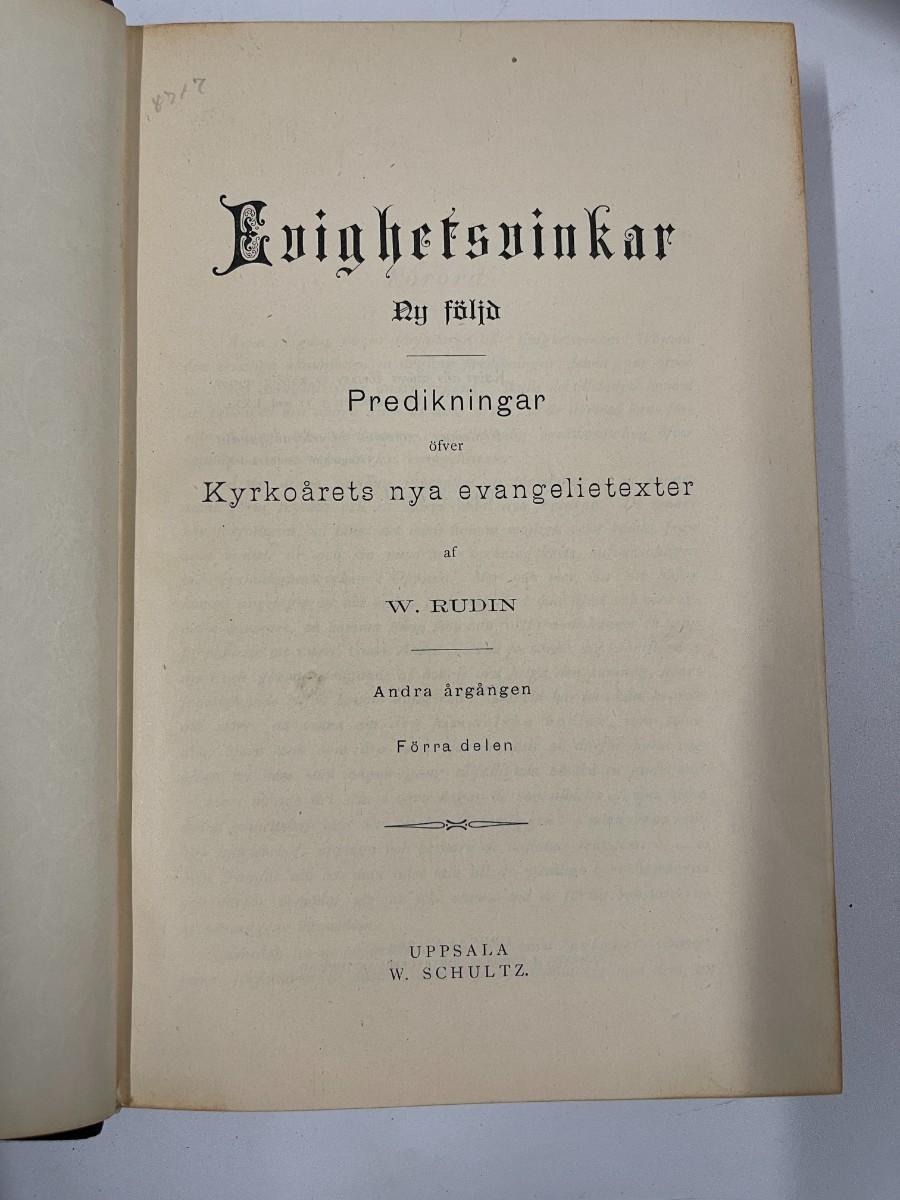 Evighetsvinkar
Ny följd
Predikningar
öfver
Kyrkoårets nya evangelietexter
af
W. RUDIN
Andra årgången
Förra delen
UPPSALA
W. SCHULTZ.